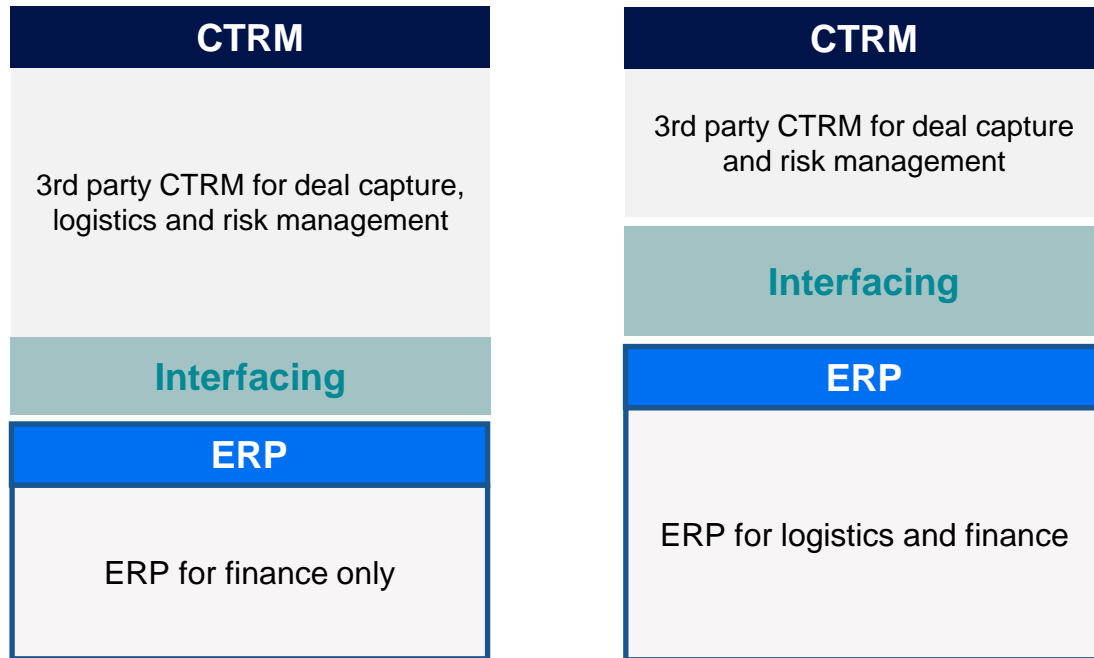 CTRM
3rd party CTRM for deal capture,
logistics and risk management
Interfacing
ERP
ERP for finance only
CTRM
3rd party CTRM for deal capture
and risk management
Interfacing
ERP
ERP for logistics and finance